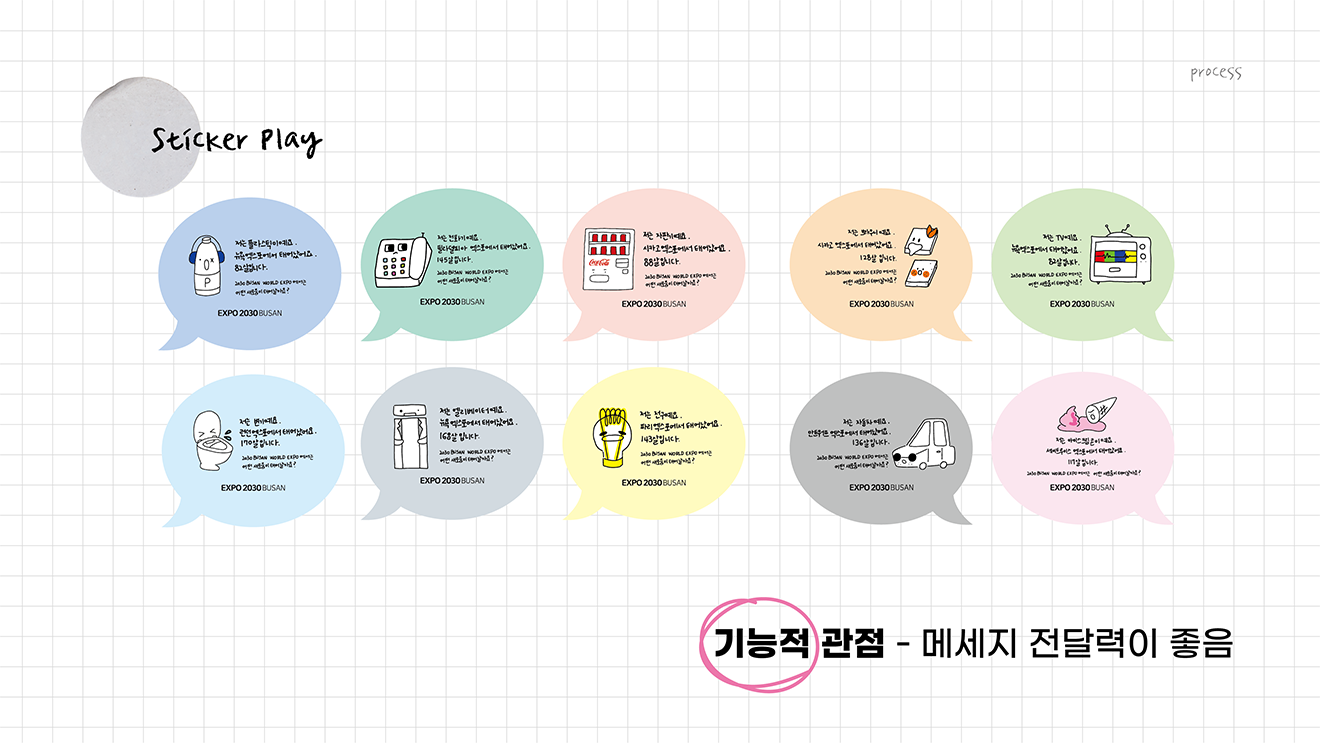 process
Sticker Play
저는 플라스틱이예요.
뉴욕엑스포에서 태어났어요.
82살입니다.
2030 BUSAN WORLD EXPO 에서는
어떤 새로움이 태어날까요?
EXPO 2030 BUSAN
P
저는 전화기예요.
필라델피아 엑스포에서 태어났어요.
145살입니다.
2030 BUSAN WORLD EXPO 에서는
어떤 새로움이 태어날까요?
EXPO 2030 BUSAN
저는 자판기예요.
시카고엑스포에서 태어났어요.
88살입니다.
2030 BUSAN WORLD EXPO 에서는
어떤 새로움이 태어날까요?
EXPO 2030 BUSAN
Coca-Cola
저는
시카고 엑스포에서 태어났어요.
128살 입니다.
2030 BUSAN WORLD EXPO 에서는
어떤 새로움이 태어날까요?
EXPO 2030 BUSAN
저는 TV예요.
뉴욕엑스포에서 태어났어요.
82살입니다.
2030 BUSAN WORLD EXPO 에서는
어떤 새로움이 태어날까요?
EXPO 2030 BUSAN
저는 변기예요.
런던엑스포에서 태어났어요.
170살입니다.
2030 BUSAN WORLD EXPO 에서는
어떤 새로움이 태어날까요?
EXPO 2030 BUSAN
저는 엘리베이터예요.
뉴욕 엑스포에서 태어났어요.
168살 입니다.
2030 BUSAN WORLD EXPO 에서는
어떤 새로움이 태어날까요?
EXPO 2030 BUSAN
저는 전구예요.
파리엑스포에서 태어났어요.
143살입니다.
2030 BUSAN WORLD EXPO 에서는
어떤 새로움이 태어날까요?
EXPO 2030 BUSAN
저는 자동차예요.
엑스포에서 태어났어요.
136살입니다.
2030 BUSAN WORLD EXPO 에서는
어떤 새로움이 태어날까요?
EXPO 2030 BUSAN
저는 아이스크림콘이예요.
세인트루이스 엑스포에서 태어났어요.
117살입니다.
2030 BUSAN WORLD EXPO 에서는
어떤 새로움이 태어날까요?
EXPO 2030 BUSAN
기능적 관점 - 메세지 전달력이 좋음